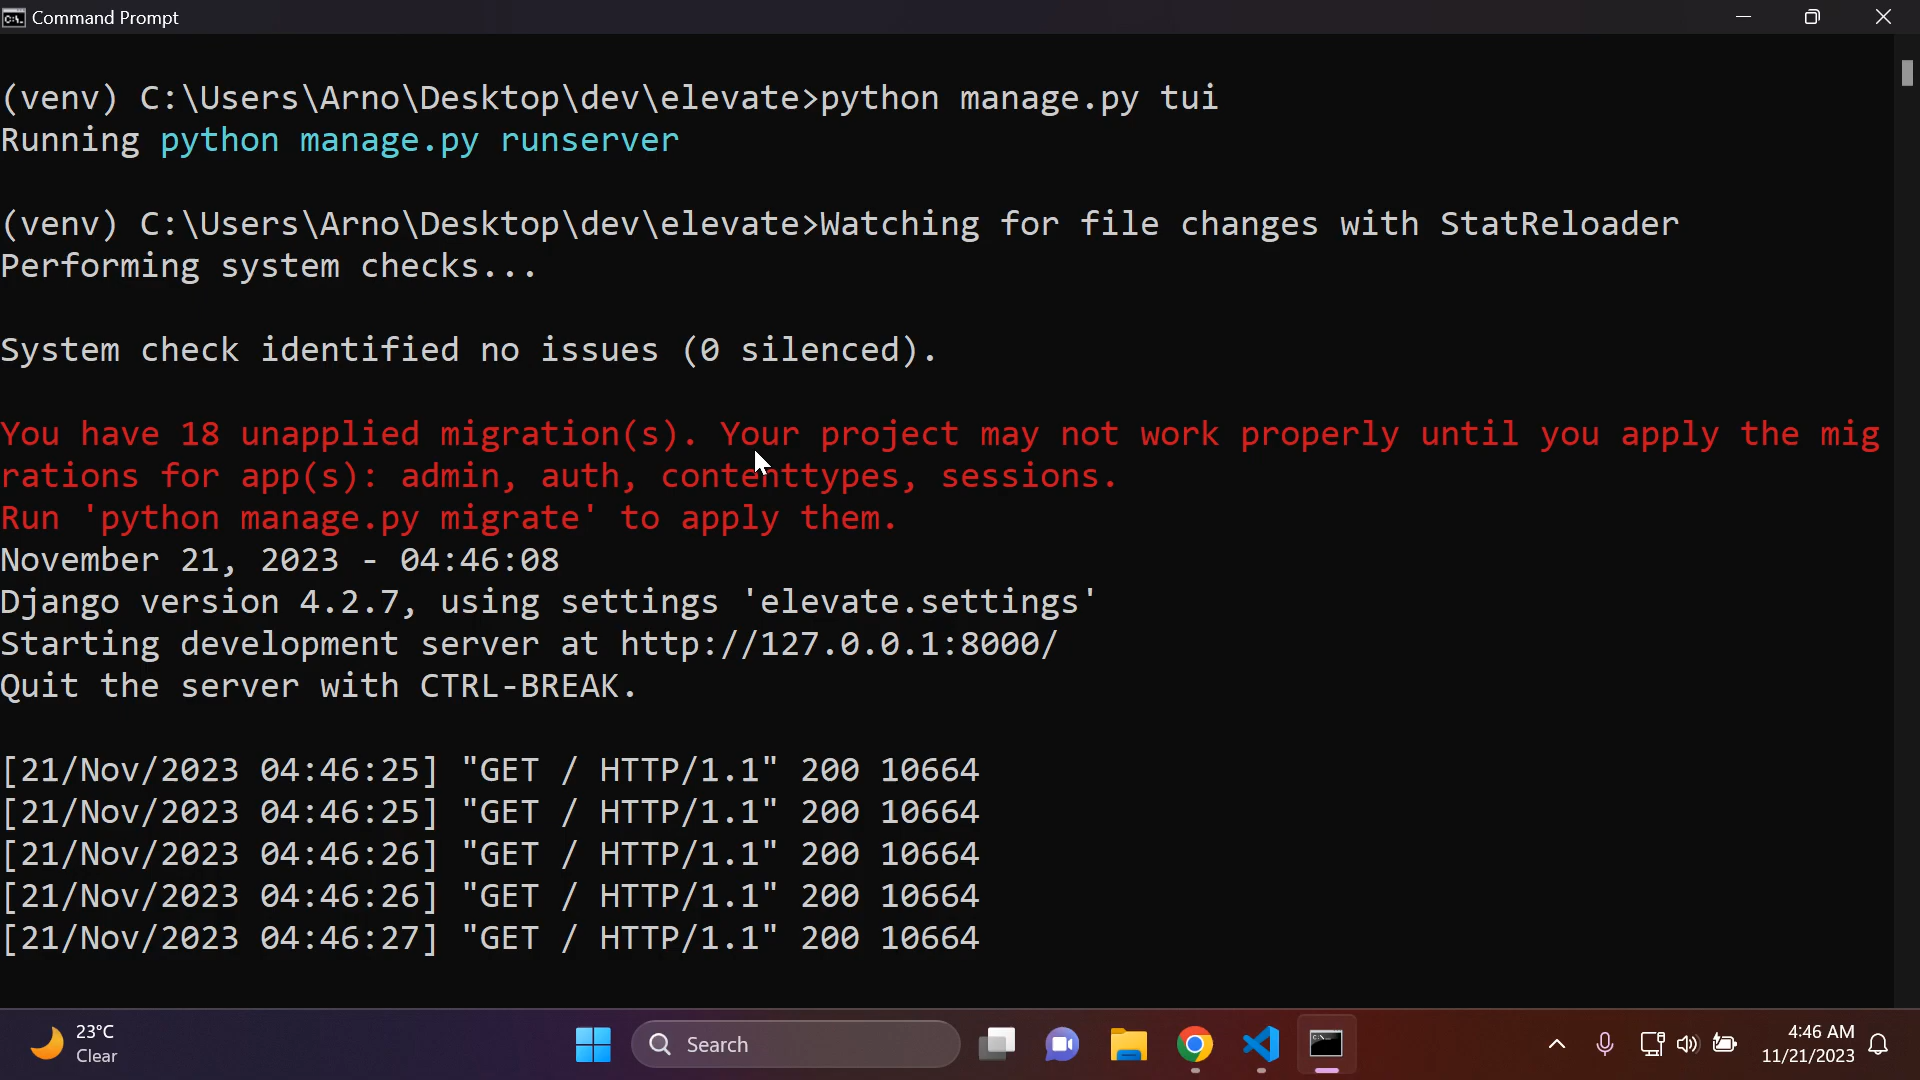 Command Prompt
(venv) C:\Users\Arno\Desktop\dev\elevate>python manage.py tui
Running python manage.py runserver
(venv) C:\Users\Arno\Desktop\dev\elevate>Watching for file changes with StatReloader
Performing system checks...
System check identified no issues (0 silenced).
You have 18 unapplied migration(s). Your project may not work properly until you apply the mig
rations for app(s): admin, auth, contenttypes, sessions.
Run 'python manage.py migrate' to apply them.
November 21, 2023 - 04:46:08
Django version 4.2.7, using settings 'elevate.settings'
Starting development server at http://127.0.0.1:8000/
Quit the server with CTRL-BREAK.
[21/Nov/2023 04:46:25] "GET / HTTP/1.1" 200 10664
[21/Nov/2023 04:46:25] "GET / HTTP/1.1" 200 10664
[21/Nov/2023 04:46:26] "GET / HTTP/1.1" 200 10664
[21/Nov/2023 04:46:26] "GET / HTTP/1.1" 200 10664
[21/Nov/2023 04:46:27] "GET / HTTP/1.1" 200 10664
23°C
Clear
Search
4:46 AM
11/21/2023